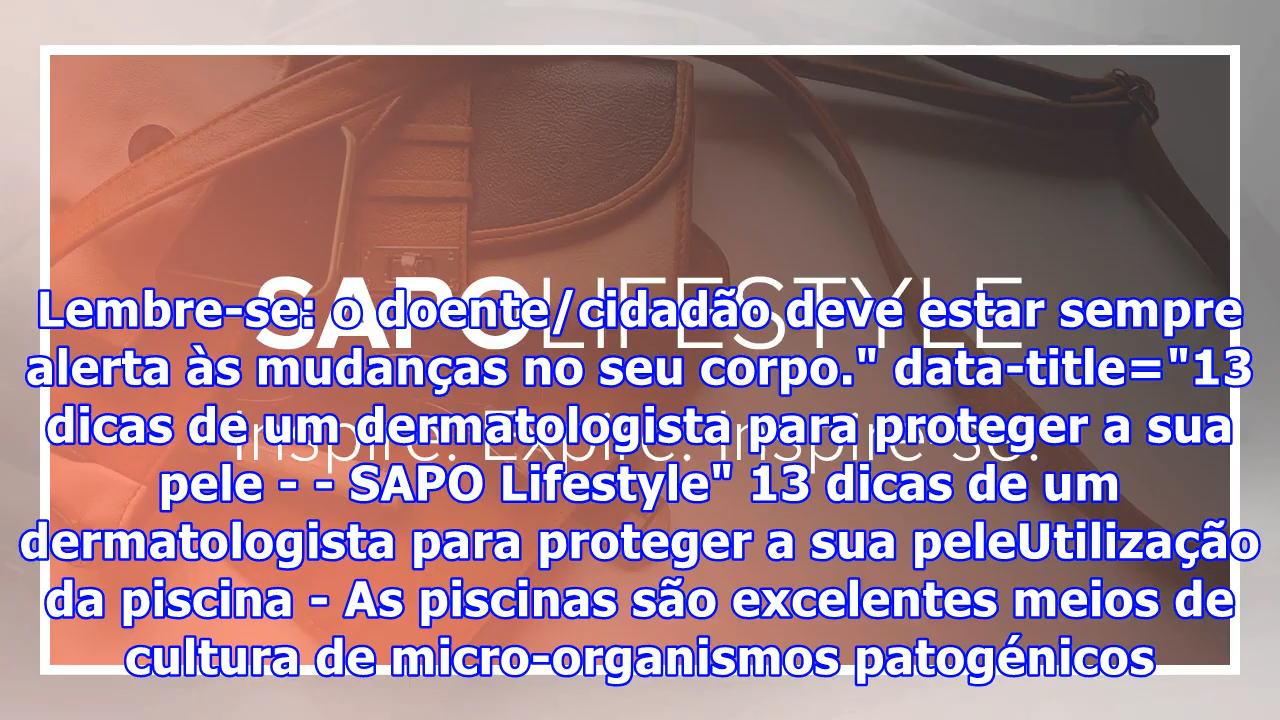 SAPOLIFESTYLE
Inspire. Expire. Inspire-se.
Lembre-se: o doente/cidadão deve estar sempre
alerta às mudanças no seu corpo." data-title="13
dicas de um dermatologista para proteger a sua
pele - - SAPO Lifestyle" 13 dicas de um
dermatologista para proteger a sua peleUtilização
da piscina - As piscinas são excelentes meios de
cultura de micro-organismos patogénicos